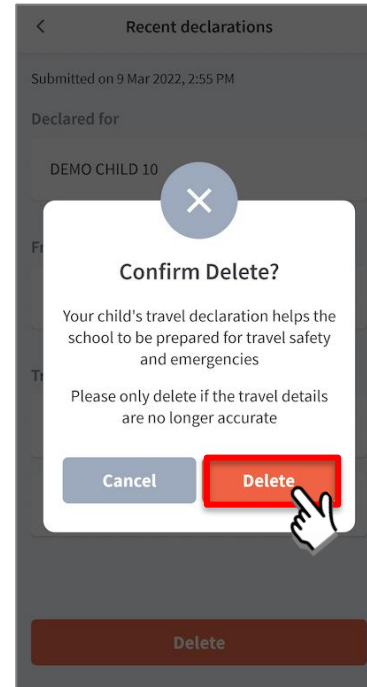 Recent declarations
Submitted on 9 Mar 2022, 2:55 PM
Declared for
DEMO CHILD 10
Fr
Confirm Delete?
Your child's travel declaration helps the
school to be prepared for travel safety
and emergencies
Tr
Please only delete if the travel details
are no longer accurate
Cancel
Delete
Delete